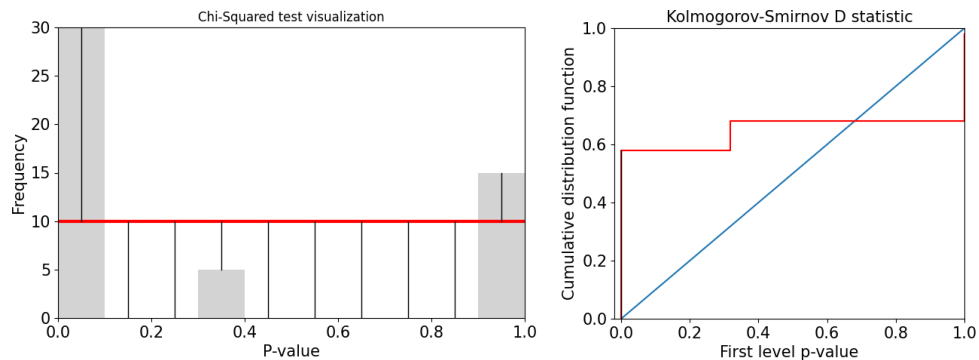 Chi-Squared test visualization
Frequency
30
25
20
15
10
5
0
0.0 0.2 0.4 0.6 0.8 1.0
P-value
Kolmogorov-Smirnov D statistic
Cumulative distribution function
1.0
0.8
0.6
0.4
0.2
0.0
0.0 0.2 0.4 0.6 0.8 1.0
First level p-value